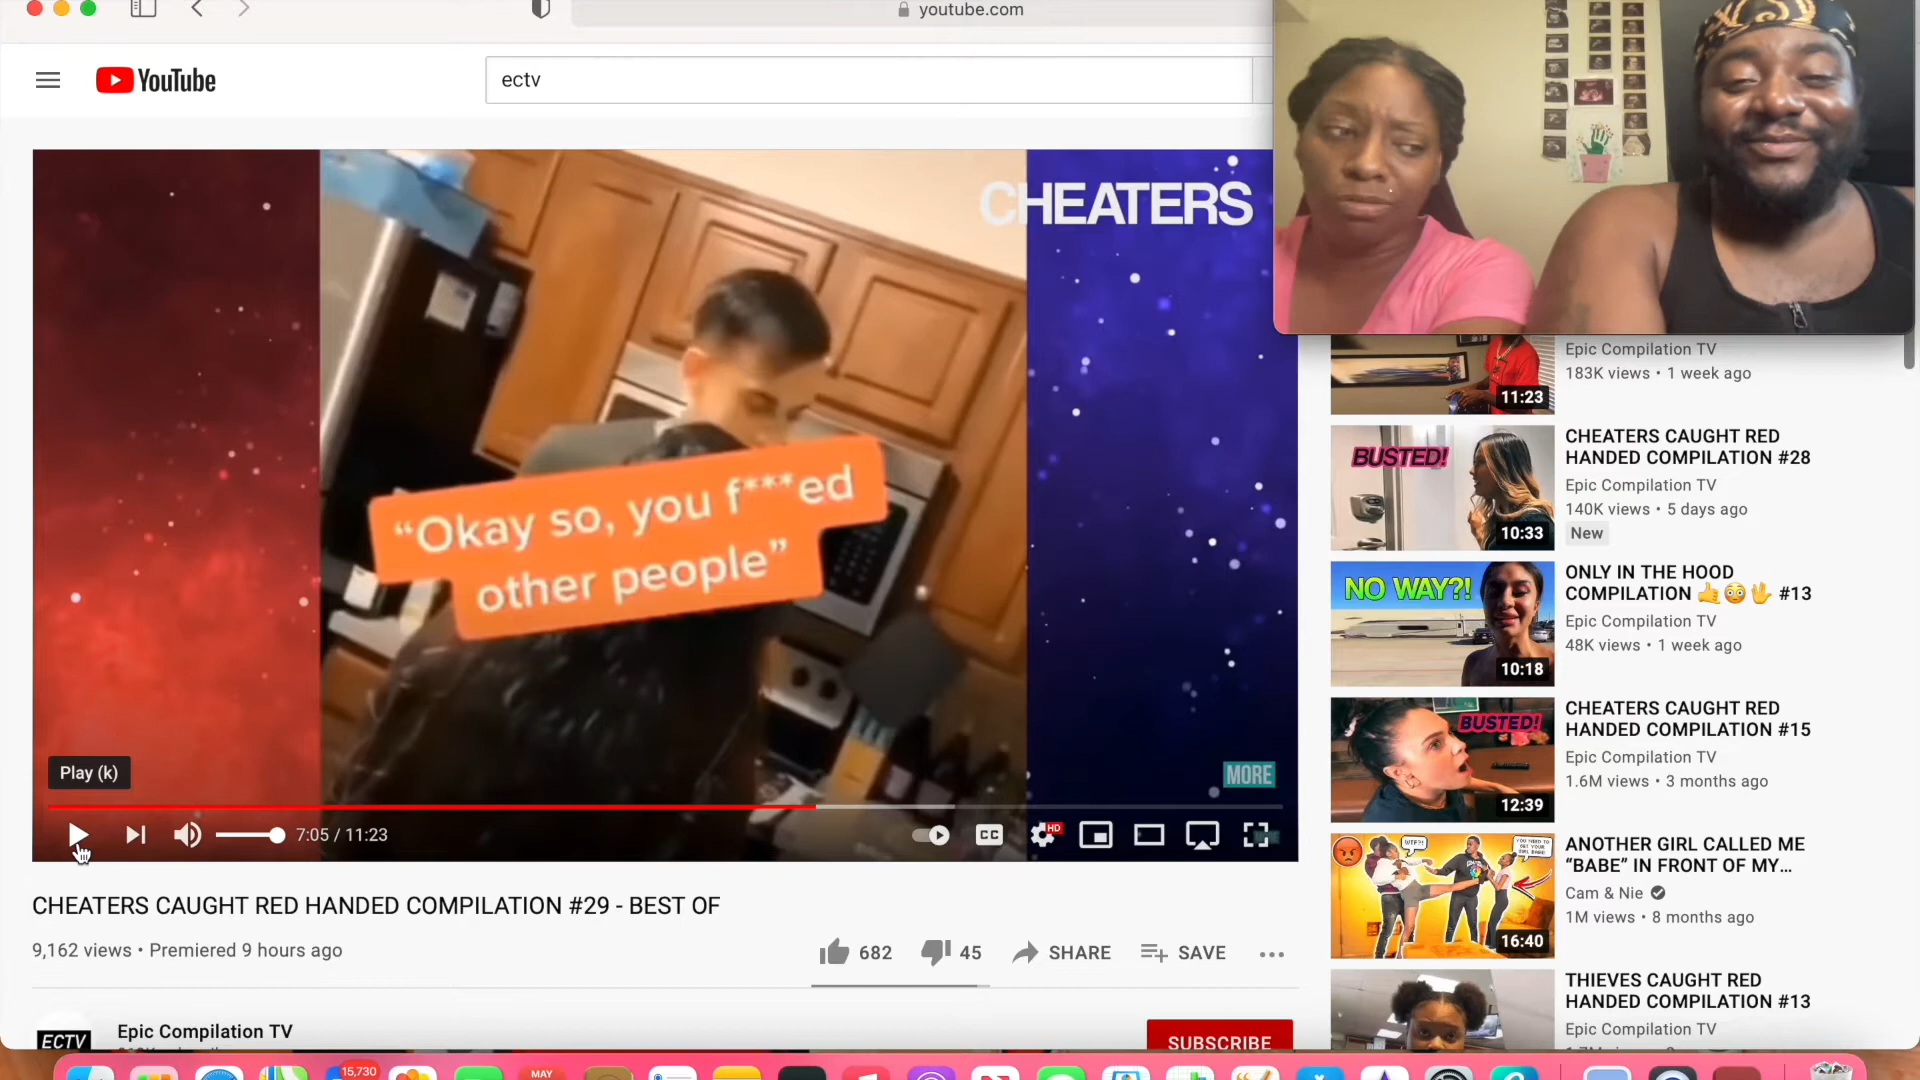 youtube.com
YouTube
ectv
CHEATERS
"Okay so, you f***ed
other people"
MORE
Play (k)
7:05 / 11:23
CC
HD
CHEATERS CAUGHT RED HANDED COMPILATION #29 - BEST OF
9,162 views • Premiered 9 hours ago
682
45
SHARE
SAVE
ECTV
Epic Compilation TV
SUBSCRIBE
Epic Compilation TV
183K views • 1 week ago
11:23
BUSTED!
10:33
CHEATERS CAUGHT RED
HANDED COMPILATION #28
Epic Compilation TV
140K views • 5 days ago
New
NO WAY?!
10:18
ONLY IN THE HOOD
COMPILATION 🤙😳🖖 #13
Epic Compilation TV
48K views • 1 week ago
BUSTED!
12:39
CHEATERS CAUGHT RED
HANDED COMPILATION #15
Epic Compilation TV
1.6M views • 3 months ago
WTF?!
16:40
ANOTHER GIRL CALLED ME
“BABE” IN FRONT OF MY...
Cam & Nie
1M views • 8 months ago
THIEVES CAUGHT RED
HANDED COMPILATION #13
Epic Compilation TV
15,730
MAY